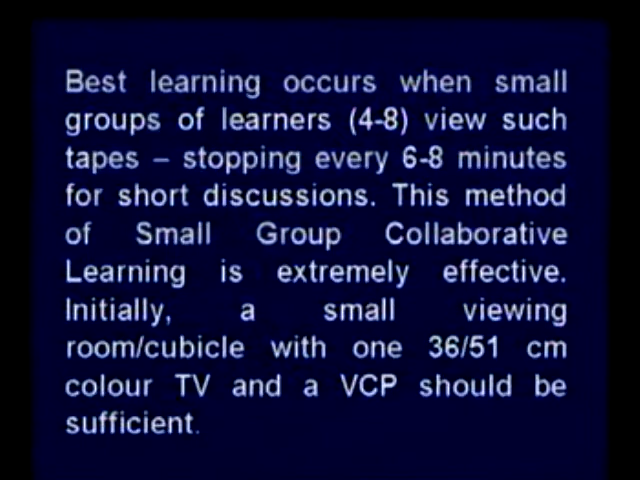 Best learning occurs when small
groups of learners (4-8) view such
tapes – stopping every 6-8 minutes
for short discussions. This method
of Small Group Collaborative
Learning is extremely effective.
Initially, a small viewing
room/cubicle with one 36/51 cm
colour TV and a VCP should be
sufficient.